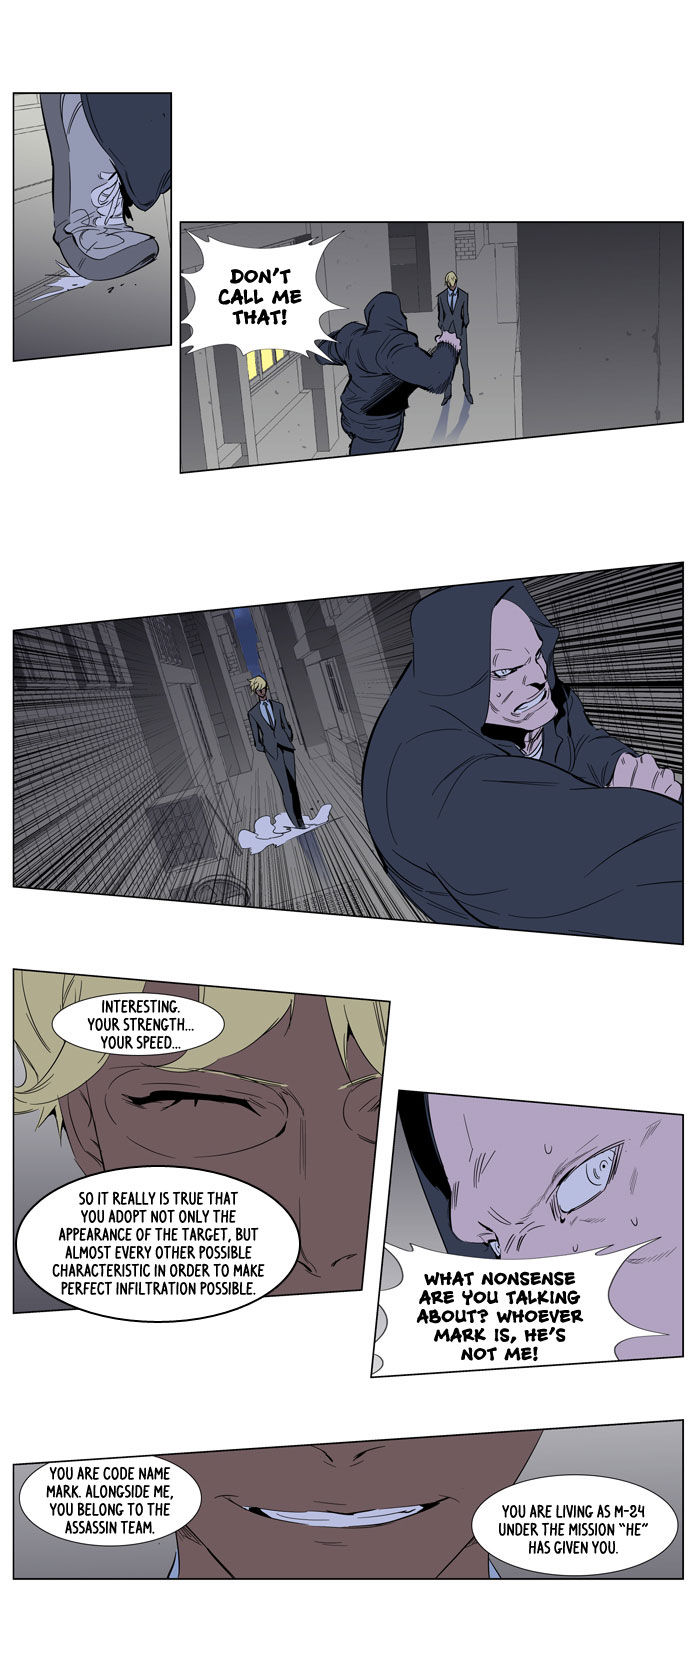 DON'T
CALL ME
THAT!
INTERESTING.
YOUR STRENGTH...
YOUR SPEED...
SO IT REALLY IS TRUE THAT
YOU ADOPT NOT ONLY THE
APPEARANCE OF THE TARGET, BUT
ALMOST EVERY OTHER POSSIBLE
CHARACTERISTIC IN ORDER TO MAKE
PERFECT INFILTRATION POSSIBLE.
WHAT NONSENSE
ARE YOU TALKING
ABOUT? WHOEVER
MARK IS, HE'S
NOT ME!
YOU ARE CODE NAME
MARK. ALONGSIDE ME,
YOU BELONG TO THE
ASSASSIN TEAM.
YOU ARE LIVING AS M-24
UNDER THE MISSION "HE"
HAS GIVEN YOU.